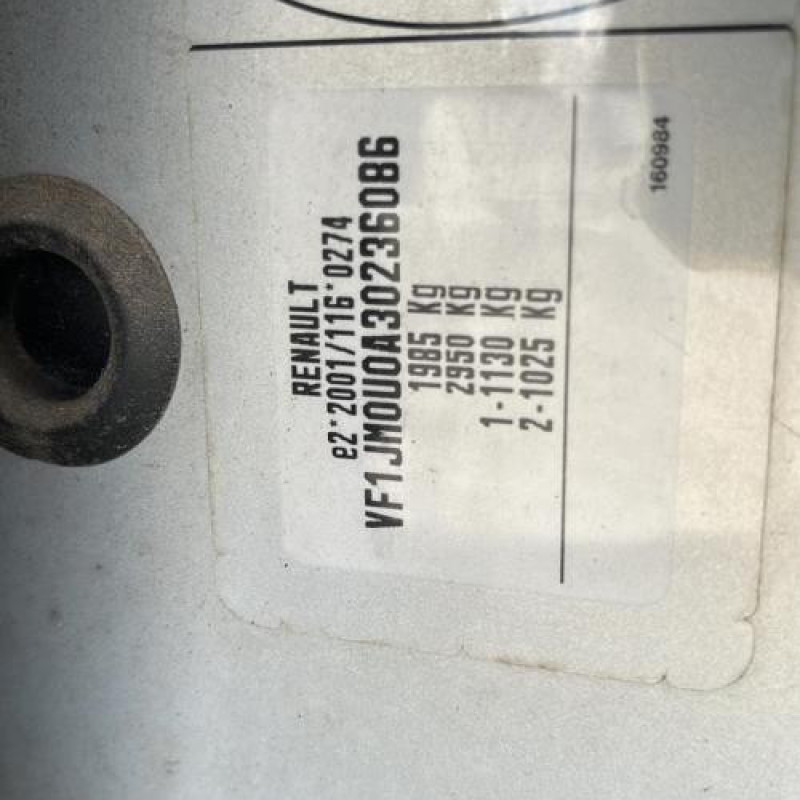 RENAULT
e2*2001/116*0274
VF1JM0U0A30236086
1985 Kg
2950 Kg
1-1130 Kg
2-1025 Kg
160984